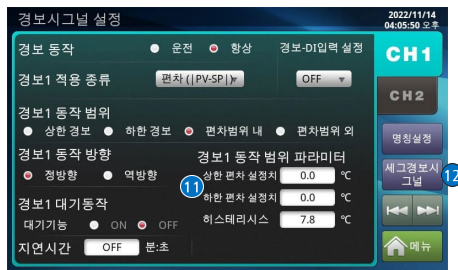 경보시그널 설정
2022/11/14
04:05:50 오후
경보 동작 운전 항상 경보-DI입력 설정
경보1 적용 종류 편차(|PV-SP|) OFF
경보1 동작 범위
상한 경보 하한 경보 편차범위 내 편차범위 외
경보1 동작 방향 경보1 동작 범위 파라미터
정방향 역방향 상한 편차 설정치 0.0 ℃
11
하한 편차 설정치 0.0 ℃
경보1 대기동작
대기기능 ON OFF 히스테리시스 7.8 ℃
지연시간 OFF 분:초
CH1
CH2
명칭설정
세그경보시
그널
12
메뉴